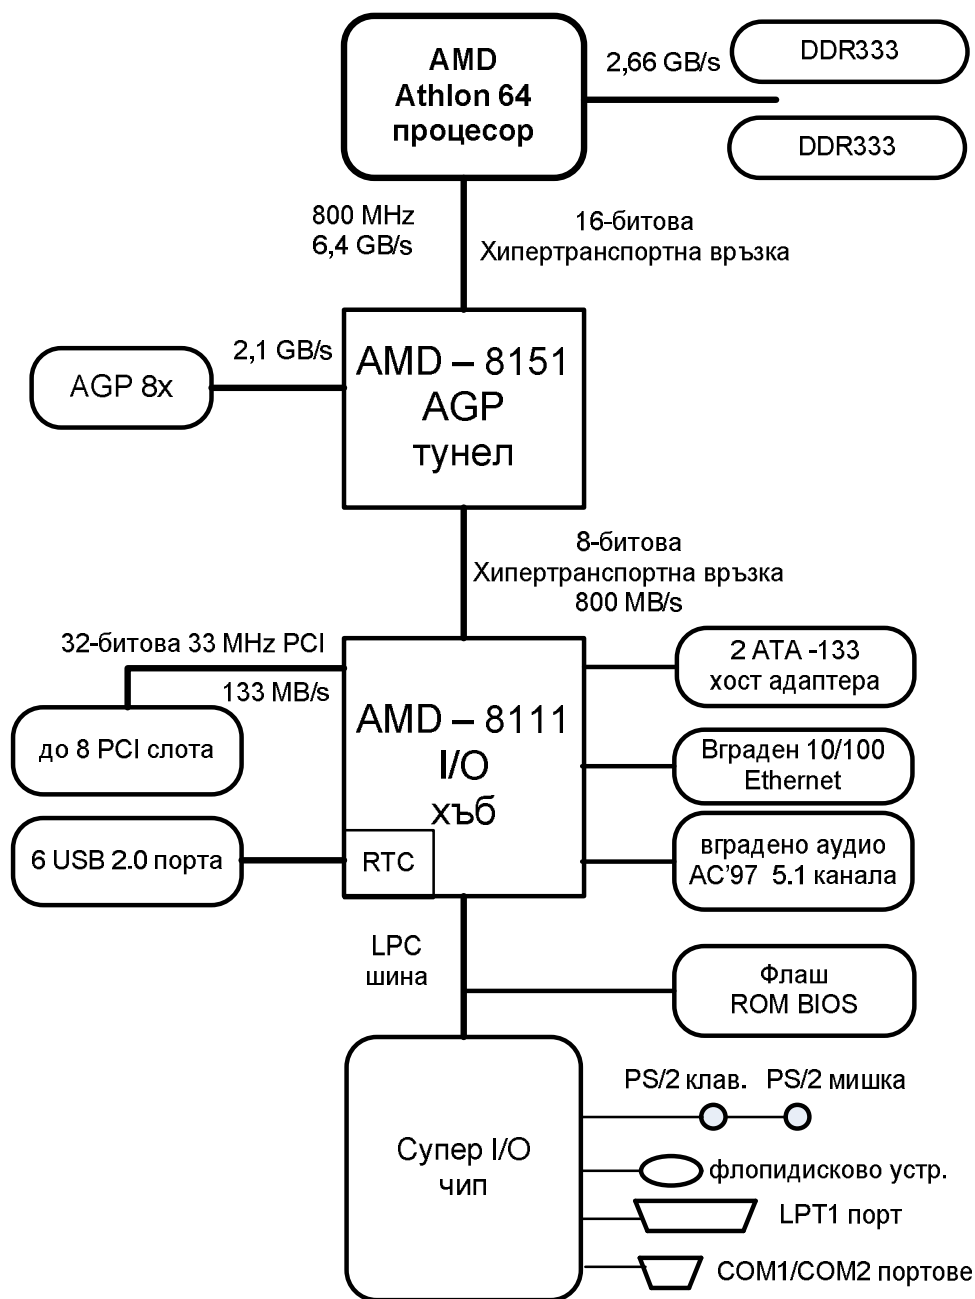 AMD
Athlon 64
процесор
2,66 GB/s
DDR333
DDR333
800 MHz
6,4 GB/s
16-битова
Хипертранспортна връзка
2,1 GB/s
AGP 8x
AMD – 8151
AGP
тунел
8-битова
Хипертранспортна връзка
800 MB/s
32-битова 33 MHz PCI
133 MB/s
до 8 PCI слота
6 USB 2.0 порта
AMD – 8111
I/O
хъб
RTC
2 ATA -133
хост адаптера
Вграден 10/100
Ethernet
вградено аудио
AC'97 5.1 канала
LPC
шина
Флаш
ROM BIOS
Супер I/O
чип
PS/2 клав. PS/2 мишка
флопидисково устр.
LPT1 порт
COM1/COM2 портове